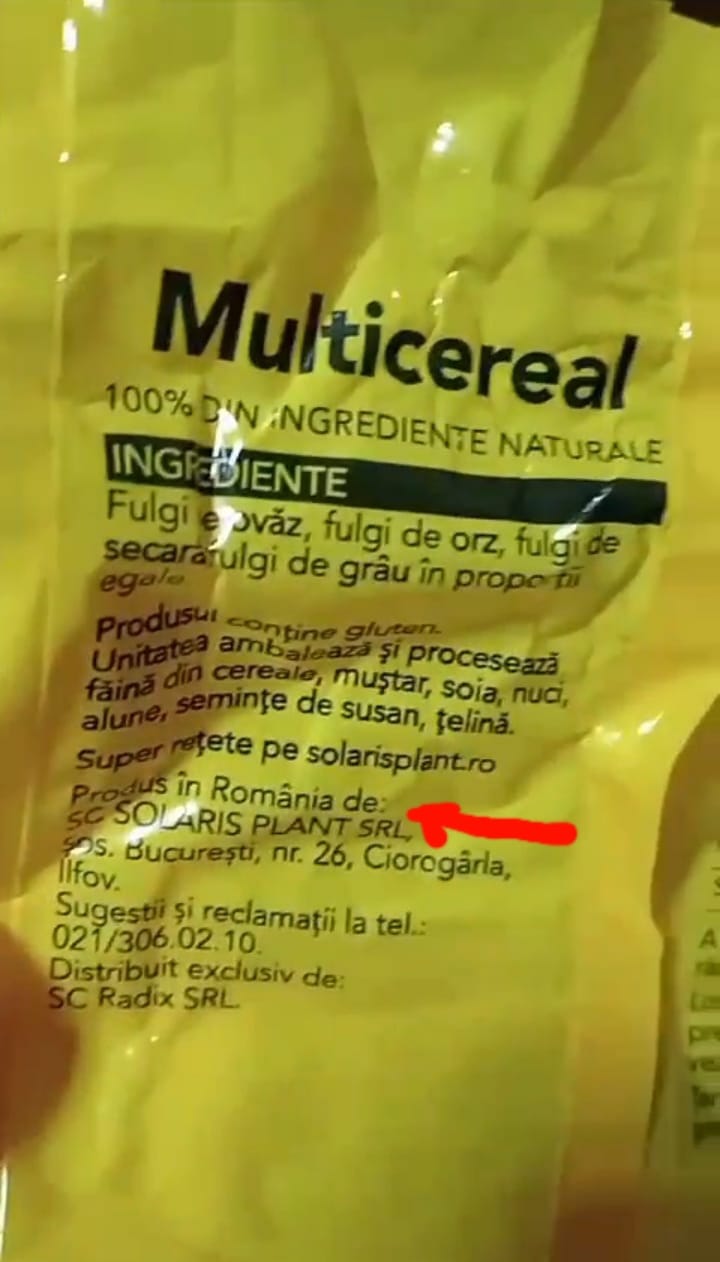 Multicereal
100% DIN INGREDIENTE NATURALE
INGREDIENTE
Fulgi ovăz, fulgi de orz, fulgi de
secară fulgi de grâu în proporții
egale
Produsul conține gluten.
Unitatea ambalează și procesează
făină din cereale, muștar, soia, nuci,
alune, semințe de susan, țelină.
Super rețete pe solarisplant.ro
Produs în România de:
SC SOLARIS PLANT SRL,
șos. București, nr. 26, Ciorogârla,
Ilfov.
Sugestii și reclamații la tel.:
021/306.02.10.
Distribuit exclusiv de:
SC Radix SRL.